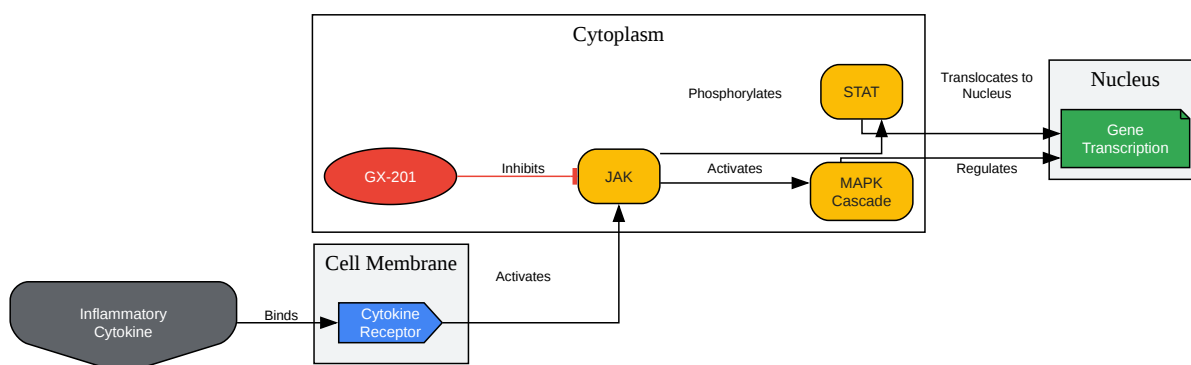 Cytoplasm
Phosphorylates
STAT
Translocates to
Nucleus
Nucleus
Gene
Transcription
GX-201
Inhibits
JAK
Activates
MAPK
Cascade
Regulates
Cell Membrane
Activates
Inflammatory
Cytokine
Binds
Cytokine
Receptor